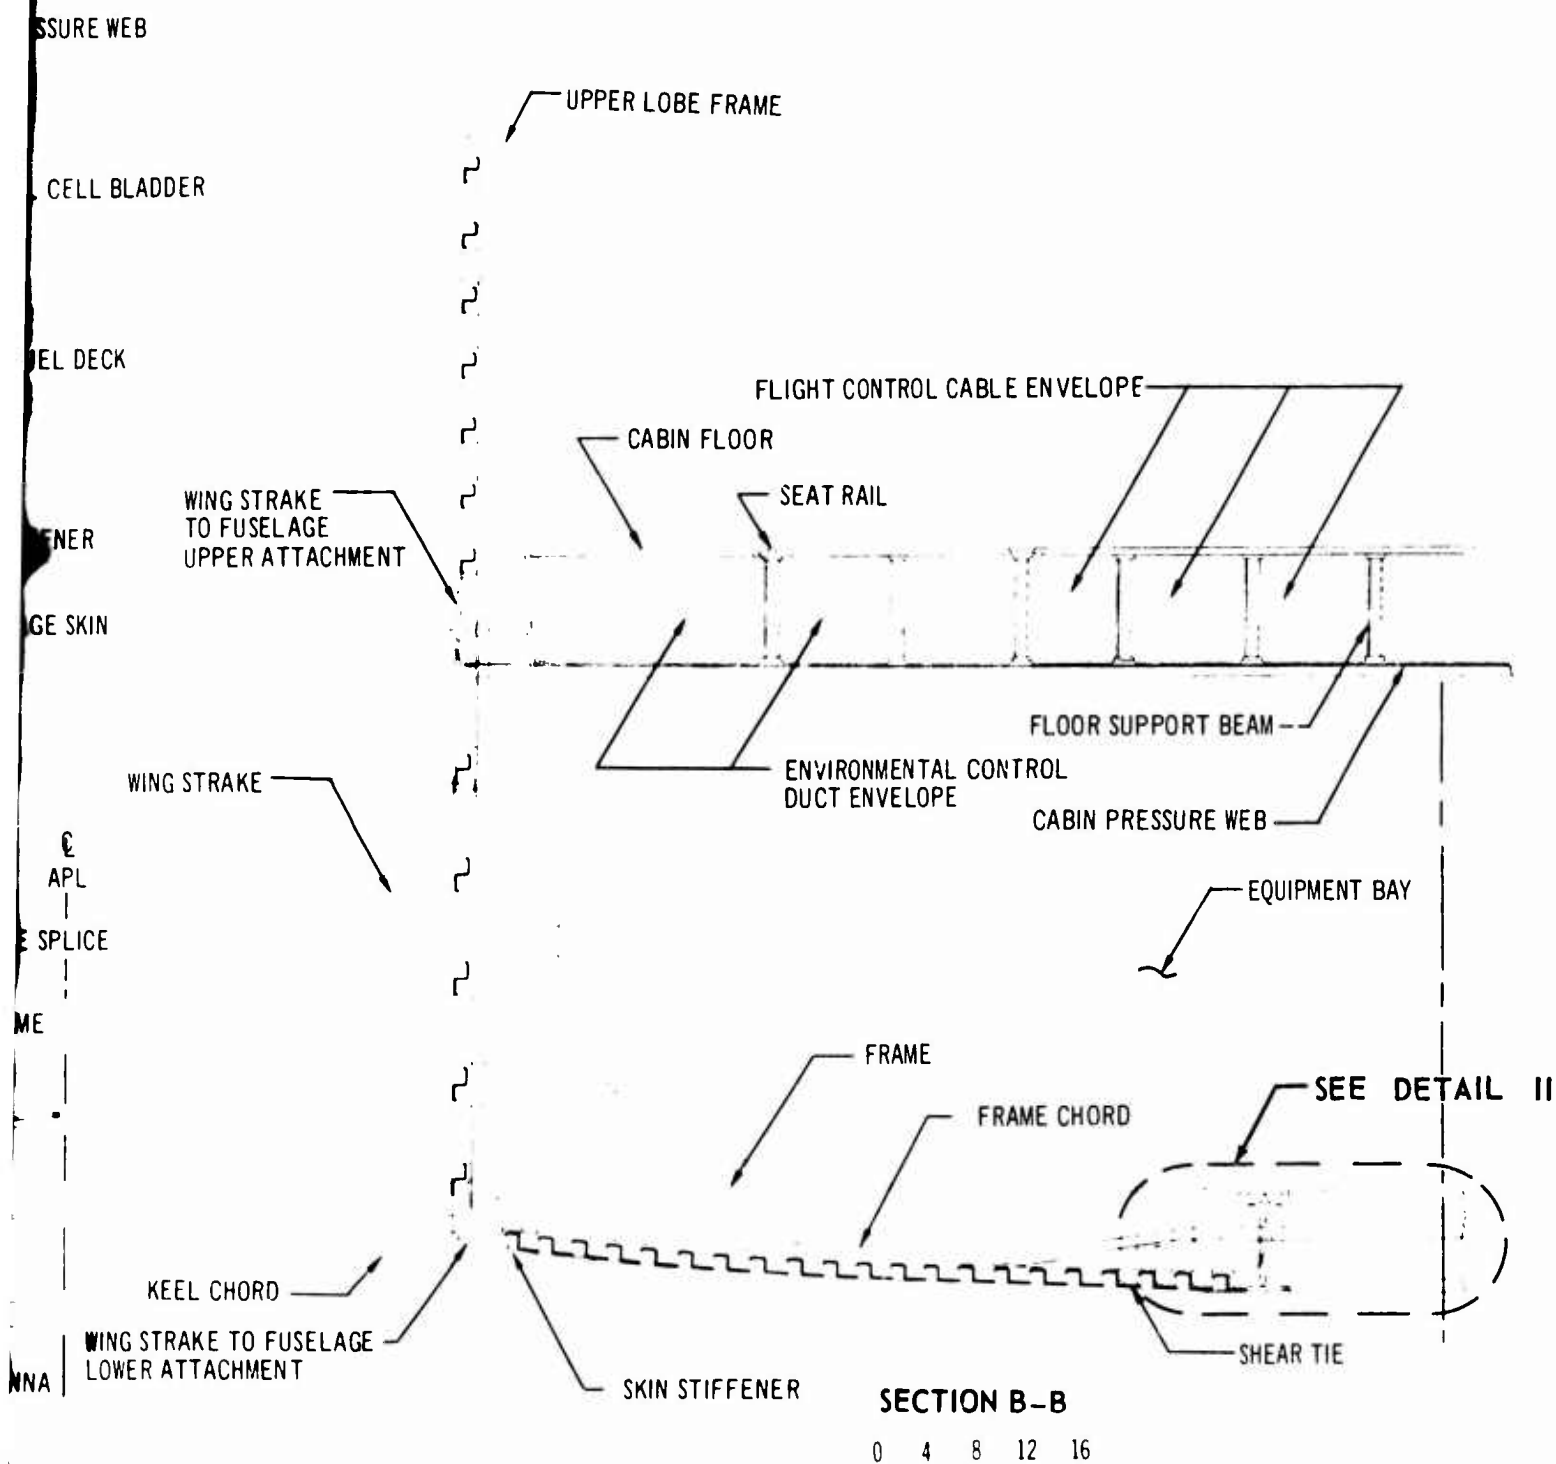 SSURE WEB
UPPER LOBE FRAME
CELL BLADDER
EL DECK
FLIGHT CONTROL CABLE ENVELOPE
CABIN FLOOR
SEAT RAIL
WING STRAKE
TO FUSELAGE
UPPER ATTACHMENT
ENER
GE SKIN
FLOOR SUPPORT BEAM
ENVIRONMENTAL CONTROL
DUCT ENVELOPE
WING STRAKE
CABIN PRESSURE WEB
℄
APL
EQUIPMENT BAY
SPLICE
ME
FRAME
SEE DETAIL II
FRAME CHORD
KEEL CHORD
WING STRAKE TO FUSELAGE
LOWER ATTACHMENT
SHEAR TIE
NNA
SKIN STIFFENER
SECTION B-B
0 4 8 12 16